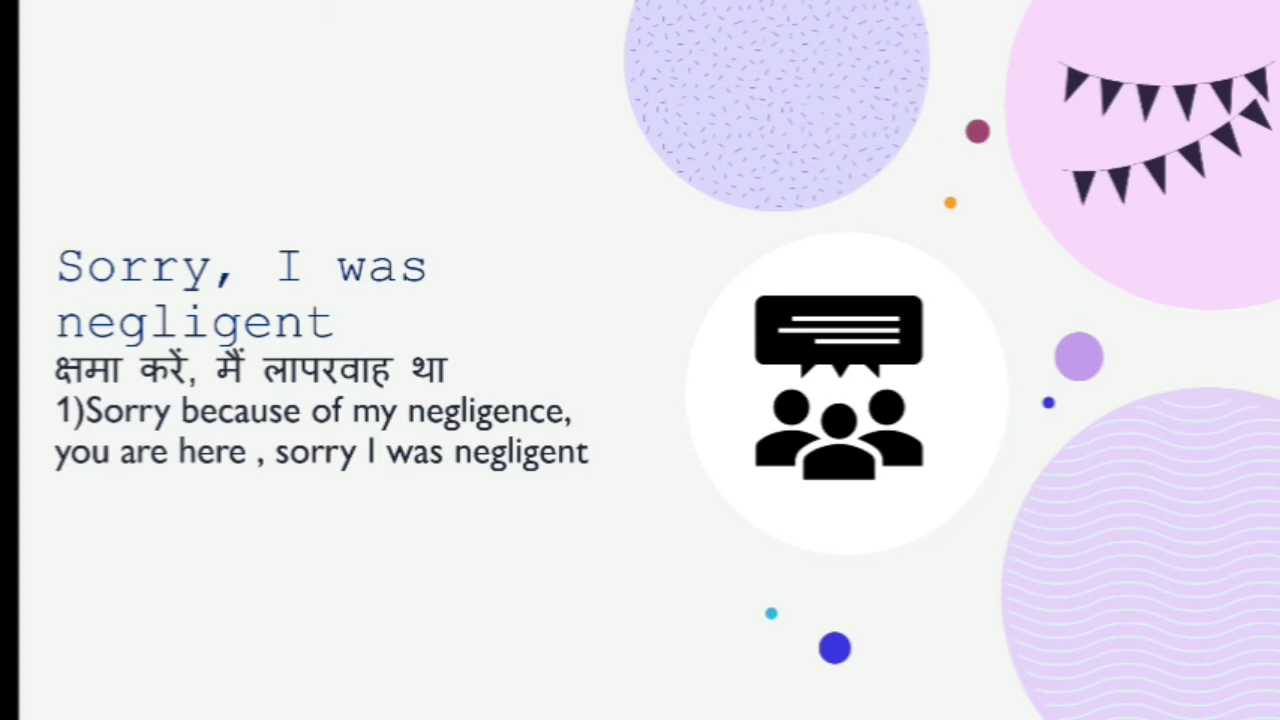 Sorry, I was
negligent
क्षमा करें, मैं लापरवाह था
1)Sorry because of my negligence,
you are here , sorry I was negligent